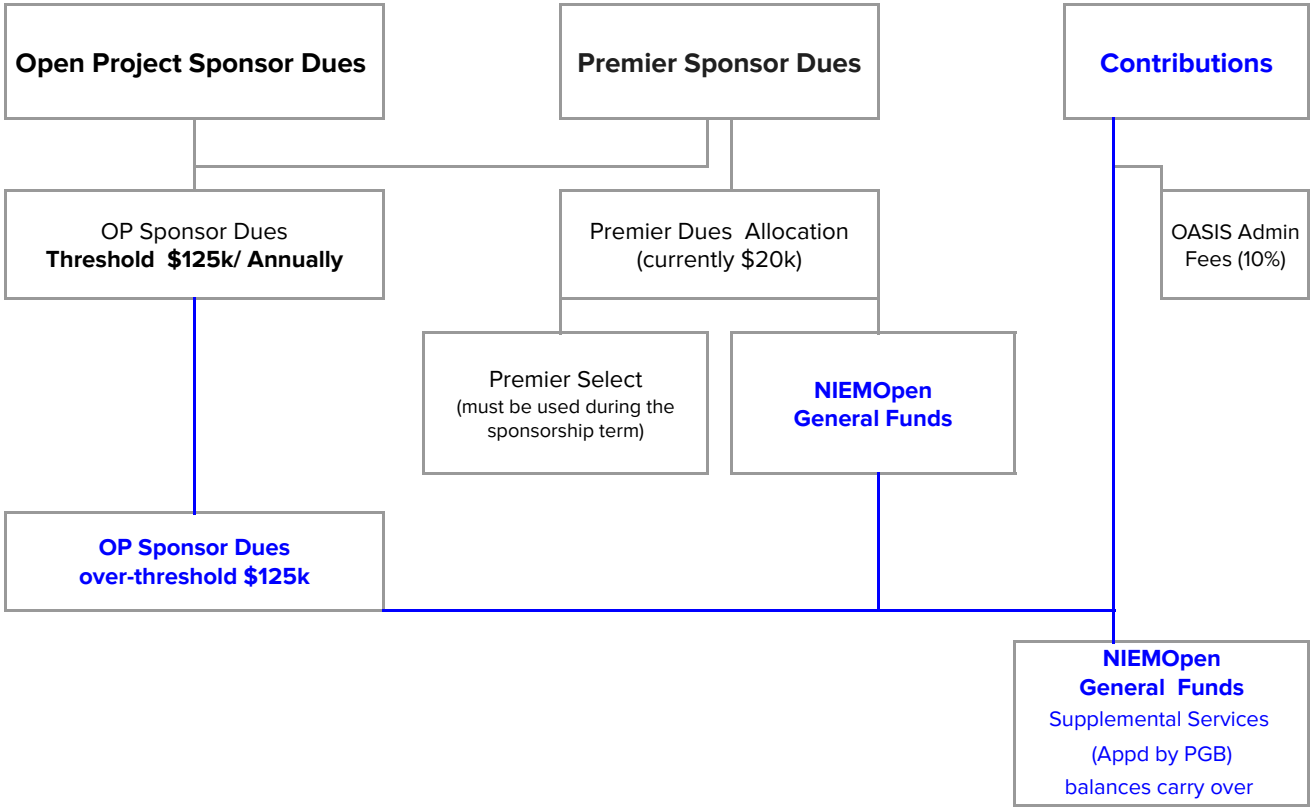 Open Project Sponsor Dues
Premier Sponsor Dues
Contributions
OP Sponsor Dues
Threshold $125k/ Annually
Premier Dues Allocation
(currently $20k)
OASIS Admin
Fees (10%)
Premier Select
(must be used during the
sponsorship term)
NIEMOpen
General Funds
OP Sponsor Dues
over-threshold $125k
NIEMOpen
General Funds
Supplemental Services
(Appd by PGB)
balances carry over